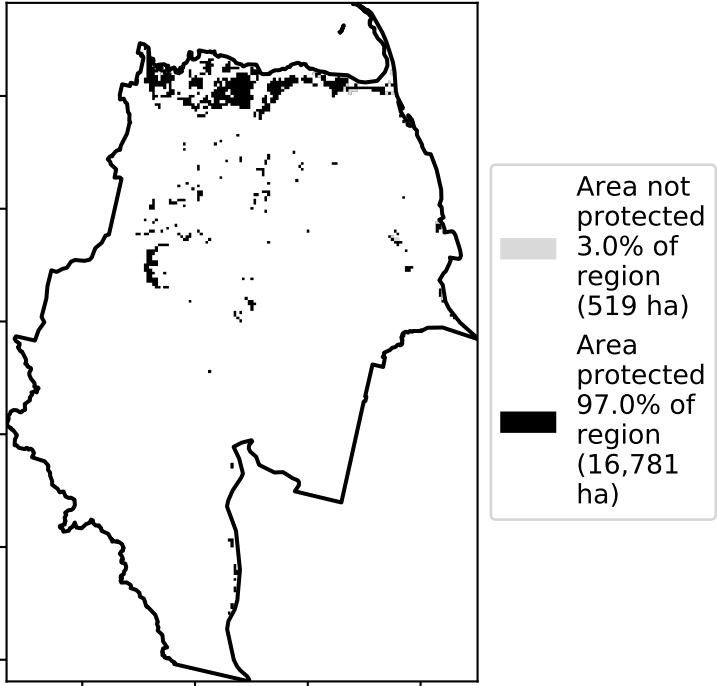 Area not
protected
3.0% of
region
(519 ha)
Area
protected
97.0% of
region
(16,781
ha)